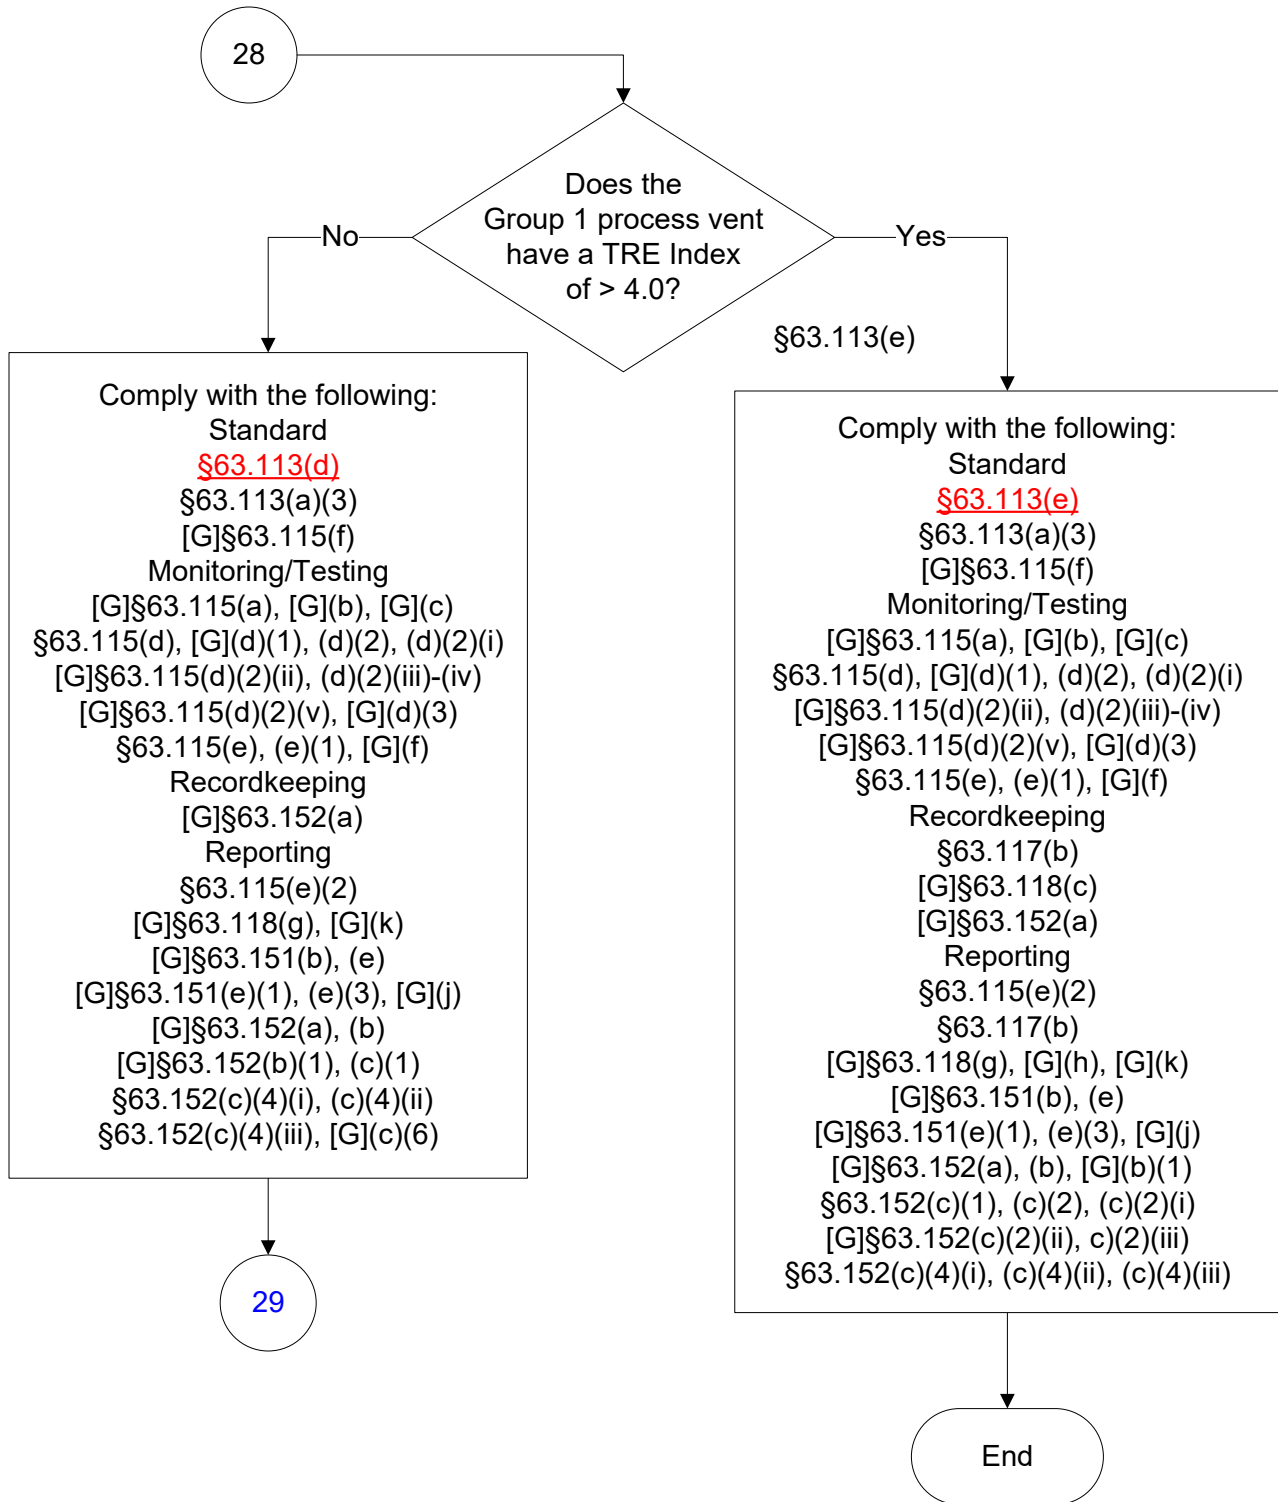 28
Does the
Group 1 process vent
have a TRE Index
of > 4.0?
No
Yes
§63.113(e)
Comply with the following:
Standard
§63.113(d)
§63.113(a)(3)
[G]§63.115(f)
Monitoring/Testing
[G]§63.115(a), [G](b), [G](c)
§63.115(d), [G](d)(1), (d)(2), (d)(2)(i)
[G]§63.115(d)(2)(ii), (d)(2)(iii)-(iv)
[G]§63.115(d)(2)(v), [G](d)(3)
§63.115(e), (e)(1), [G](f)
Recordkeeping
[G]§63.152(a)
Reporting
§63.115(e)(2)
[G]§63.118(g), [G](k)
[G]§63.151(b), (e)
[G]§63.151(e)(1), (e)(3), [G](j)
[G]§63.152(a), (b)
[G]§63.152(b)(1), (c)(1)
§63.152(c)(4)(i), (c)(4)(ii)
§63.152(c)(4)(iii), [G](c)(6)
29
Comply with the following:
Standard
§63.113(e)
§63.113(a)(3)
[G]§63.115(f)
Monitoring/Testing
[G]§63.115(a), [G](b), [G](c)
§63.115(d), [G](d)(1), (d)(2), (d)(2)(i)
[G]§63.115(d)(2)(ii), (d)(2)(iii)-(iv)
[G]§63.115(d)(2)(v), [G](d)(3)
§63.115(e), (e)(1), [G](f)
Recordkeeping
§63.117(b)
[G]§63.118(c)
[G]§63.152(a)
Reporting
§63.115(e)(2)
§63.117(b)
[G]§63.118(g), [G](h), [G](k)
[G]§63.151(b), (e)
[G]§63.151(e)(1), (e)(3), [G](j)
[G]§63.152(a), (b), [G](b)(1)
§63.152(c)(1), (c)(2), (c)(2)(i)
[G]§63.152(c)(2)(ii), c)(2)(iii)
§63.152(c)(4)(i), (c)(4)(ii), (c)(4)(iii)
End